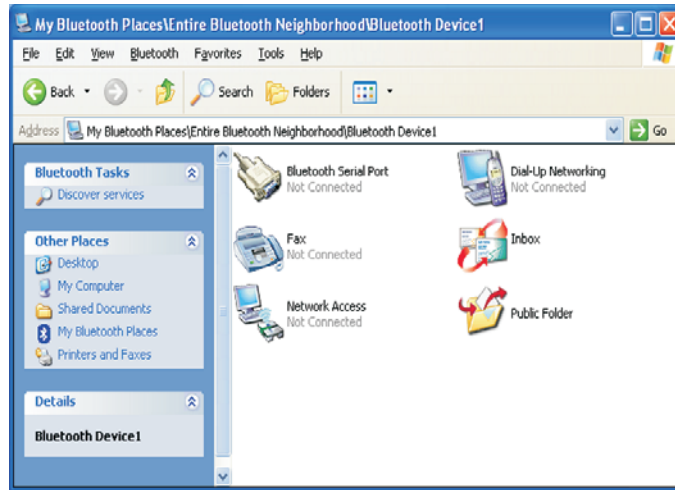 My Bluetooth Places\Entire Bluetooth Neighborhood\Bluetooth Device1
File Edit View Bluetooth Favorites Tools Help
Back Search Folders
Address My Bluetooth Places\Entire Bluetooth Neighborhood\Bluetooth Device1 Go
Bluetooth Tasks
Discover services
Other Places
Desktop
My Computer
Shared Documents
My Bluetooth Places
Printers and Faxes
Details
Bluetooth Device1
Bluetooth Serial Port
Not Connected
Dial-Up Networking
Not Connected
Fax
Not Connected
Inbox
Network Access
Not Connected
Public Folder